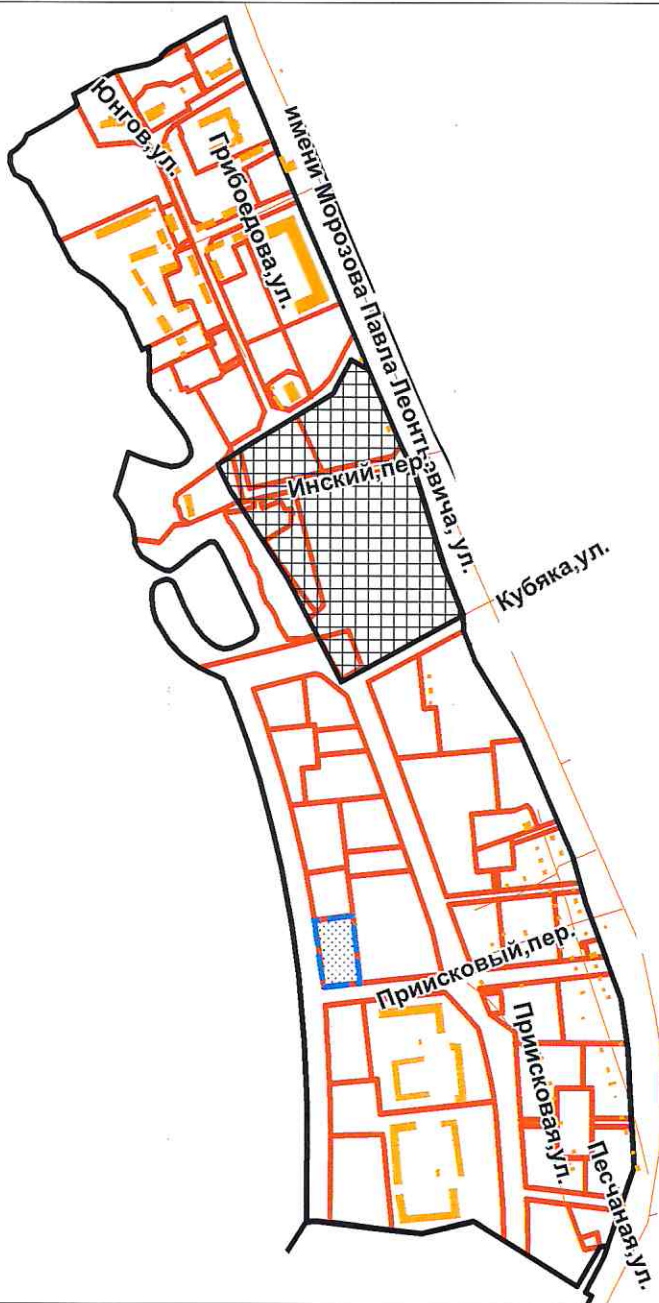 Юнгов,ул.
Грибоедова,ул.
имени Морозова Павла Леонтьевича, ул.
Инский,пер.
Кубяка,ул.
Приисковый,пер.
Приисковая,ул.
Песчаная,ул.